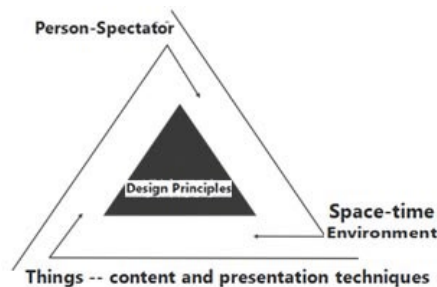 Person-Spectator
Design Principles
Space-time
Environment
Things -- content and presentation techniques